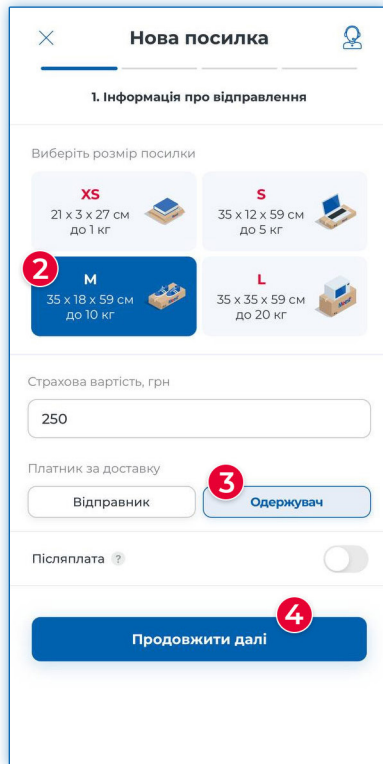 Нова посилка
1. Інформація про відправлення
Виберіть розмір посилки
XS
21 x 3 x 27 см
до 1 кг
S
35 x 12 x 59 см
до 5 кг
2
M
35 x 18 x 59 см
до 10 кг
L
35 x 35 x 59 см
до 20 кг
Страхова вартість, грн
250
Платник за доставку
3
Відправник
Одержувач
Післяплата ?
4
Продовжити далі